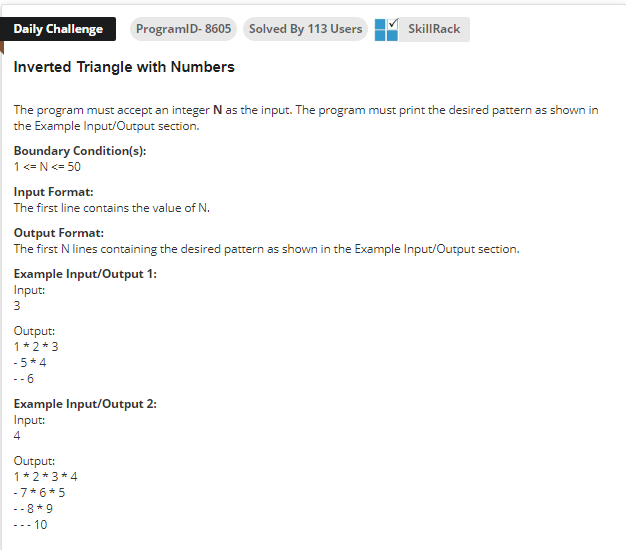 Daily Challenge ProgramID- 8605 Solved By 113 Users SkillRack
Inverted Triangle with Numbers
The program must accept an integer N as the input. The program must print the desired pattern as shown in
the Example Input/Output section.
Boundary Condition(s):
1 <= N <= 50
Input Format:
The first line contains the value of N.
Output Format:
The first N lines containing the desired pattern as shown in the Example Input/Output section.
Example Input/Output 1:
Input:
3
Output:
1 * 2 * 3
- 5 * 4
- - 6
Example Input/Output 2:
Input:
4
Output:
1 * 2 * 3 * 4
- 7 * 6 * 5
- - 8 * 9
- - - 10